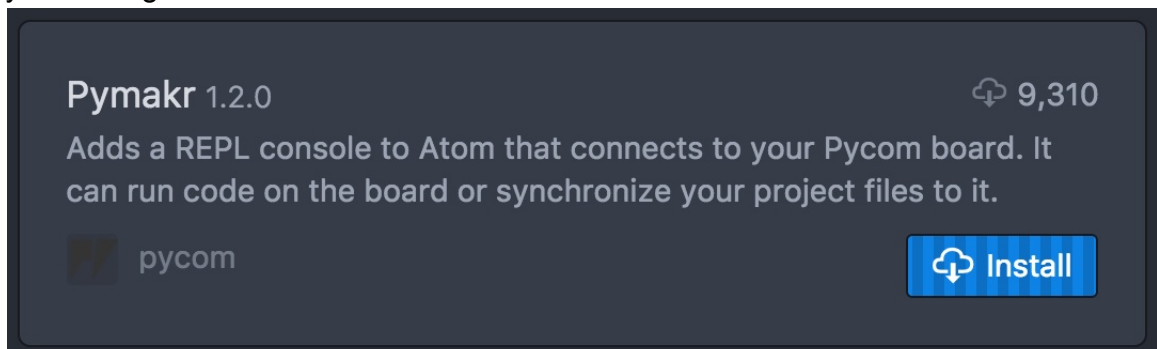 Pymakr 1.2.0
9,310
Adds a REPL console to Atom that connects to your Pycom board. It
can run code on the board or synchronize your project files to it.
pycom
Install